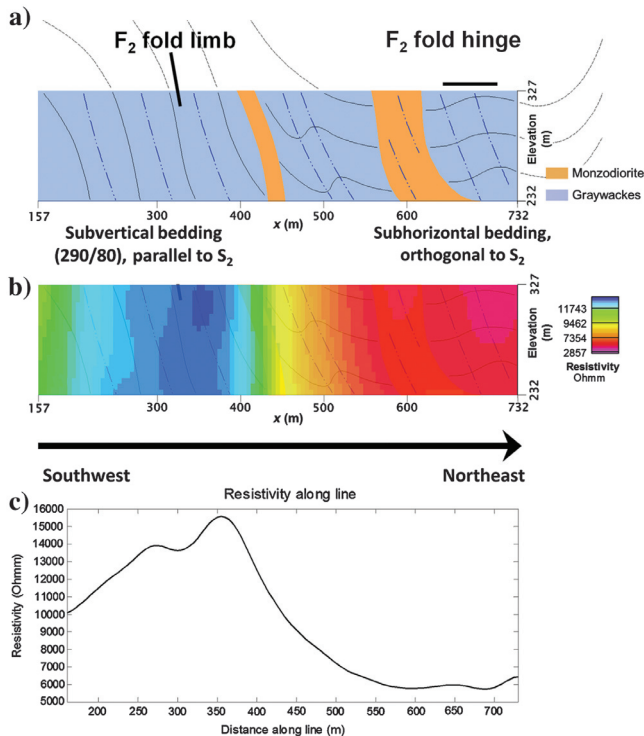 a)
F2 fold limb
F2 fold hinge
327
232
Elevation
(m)
Monzodiorite
Graywackes
157 300 400 500 600 732
x (m)
Subvertical bedding
(290/80), parallel to S2
Subhorizontal bedding,
orthogonal to S2
b)
327
232
Elevation
(m)
11743
9462
7354
2857
Resistivity
Ohmm
157 300 400 500 600 732
x (m)
Southwest
Northeast
c)
Resistivity along line
16000
15000
14000
13000
12000
11000
10000
9000
8000
7000
6000
5000
Resistivity (Ohmm)
200 250 300 350 400 450 500 550 600 650 700
Distance along line (m)